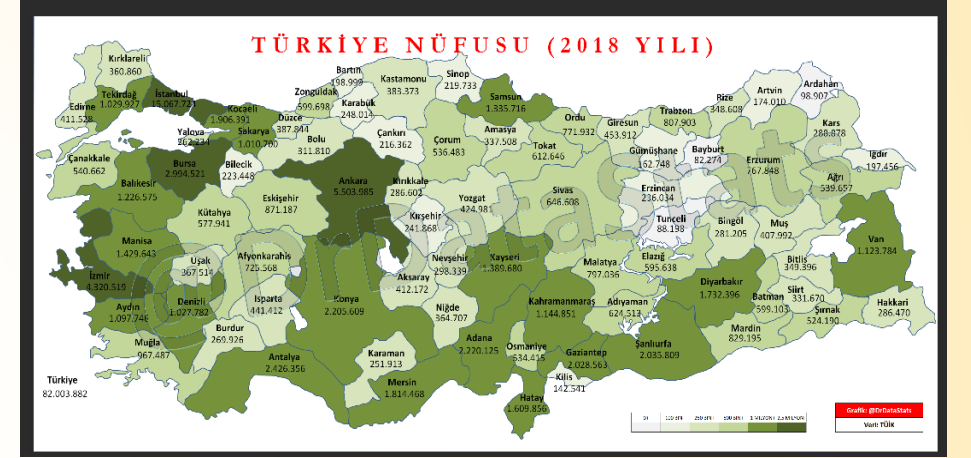 TÜRKİYE NÜFUSU (2018 YILI)
Kırklareli
360.860
Tekirdağ
1.029.927
Edirne
411.528
İstanbul
15.067.724
Kocaeli
1.906.391
Yalova
262.234
Sakarya
1.010.700
Düzce
387.844
Zonguldak
599.698
Bartın
198.999
Karabük
248.014
Kastamonu
383.373
Sinop
219.733
Samsun
1.335.716
Çankırı
216.362
Çorum
536.483
Amasya
337.508
Tokat
612.646
Ordu
771.932
Giresun
453.912
Trabzon
807.903
Rize
348.608
Artvin
174.010
Ardahan
98.907
Kars
288.878
Iğdır
197.456
Ağrı
539.657
Gümüşhane
162.748
Bayburt
82.274
Erzurum
767.848
Erzincan
236.034
Tunceli
88.198
Bingöl
281.205
Muş
407.992
Van
1.123.784
Bitlis
349.396
Siirt
331.670
Batman
599.103
Şırnak
524.190
Hakkari
286.470
Mardin
829.195
Diyarbakır
1.732.396
Elazığ
595.638
Malatya
797.036
Adıyaman
624.513
Şanlıurfa
2.035.809
Gaziantep
2.028.563
Kilis
142.541
Hatay
1.609.856
Osmaniye
534.415
Kahramanmaraş
1.144.851
Adana
2.220.125
Mersin
1.814.468
Karaman
251.913
Niğde
364.707
Kayseri
1.389.680
Sivas
646.608
Yozgat
424.981
Nevşehir
298.339
Kırşehir
241.868
Kırıkkale
286.602
Aksaray
412.172
Ankara
5.503.985
Konya
2.205.609
Bolu
311.810
Eskişehir
871.187
Bilecik
223.448
Bursa
2.994.521
Çanakkale
540.662
Balıkesir
1.226.575
Kütahya
577.941
Manisa
1.429.643
Uşak
367.514
Afyonkarahis
725.568
İzmir
4.320.519
Aydın
1.097.746
Denizli
1.027.782
Isparta
441.412
Burdur
269.926
Muğla
967.487
Antalya
2.426.356
Türkiye
82.003.882
Grafik: @DrDataStats
Veri: TÜİK